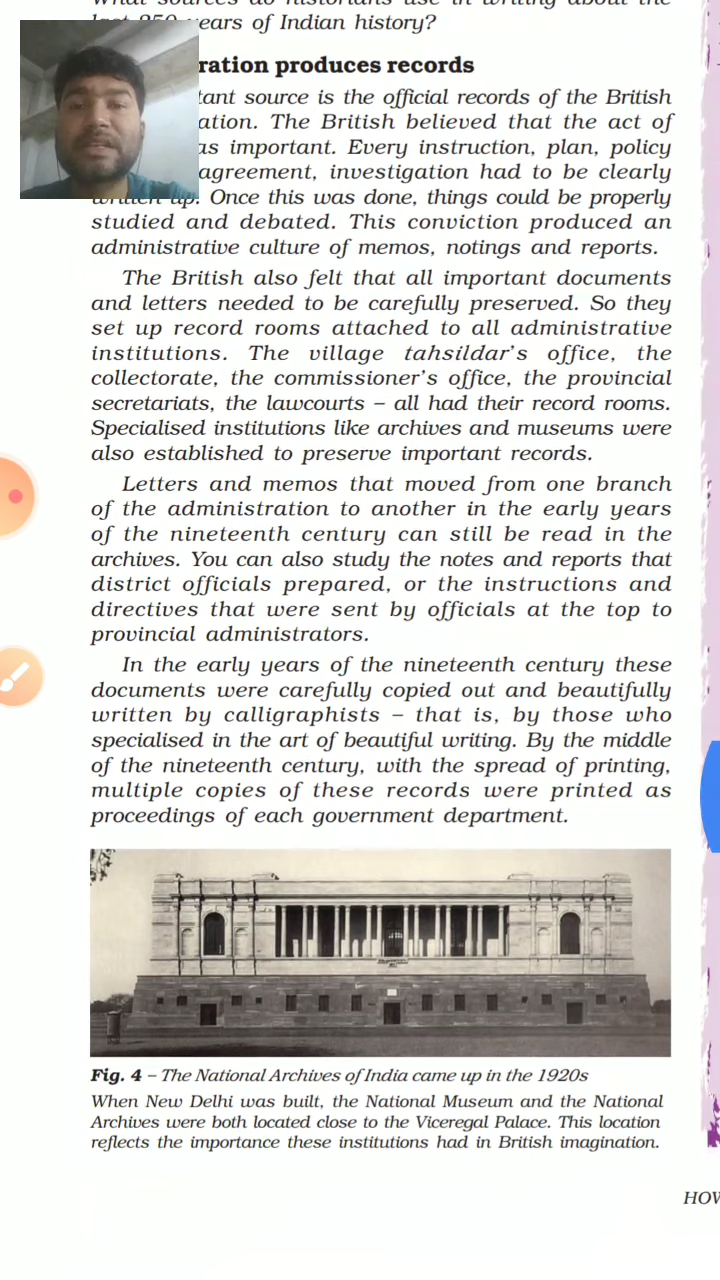 What sources do historians use in writing about the
last 250 years of Indian history?
ration produces records
tant source is the official records of the British
ation. The British believed that the act of
as important. Every instruction, plan, policy
agreement, investigation had to be clearly
written up. Once this was done, things could be properly
studied and debated. This conviction produced an
administrative culture of memos, notings and reports.
The British also felt that all important documents
and letters needed to be carefully preserved. So they
set up record rooms attached to all administrative
institutions. The village tahsildar's office, the
collectorate, the commissioner's office, the provincial
secretariats, the lawcourts – all had their record rooms.
Specialised institutions like archives and museums were
also established to preserve important records.
Letters and memos that moved from one branch
of the administration to another in the early years
of the nineteenth century can still be read in the
archives. You can also study the notes and reports that
district officials prepared, or the instructions and
directives that were sent by officials at the top to
provincial administrators.
In the early years of the nineteenth century these
documents were carefully copied out and beautifully
written by calligraphists – that is, by those who
specialised in the art of beautiful writing. By the middle
of the nineteenth century, with the spread of printing,
multiple copies of these records were printed as
proceedings of each government department.
Fig. 4 – The National Archives of India came up in the 1920s
When New Delhi was built, the National Museum and the National
Archives were both located close to the Viceregal Palace. This location
reflects the importance these institutions had in British imagination.
HOW